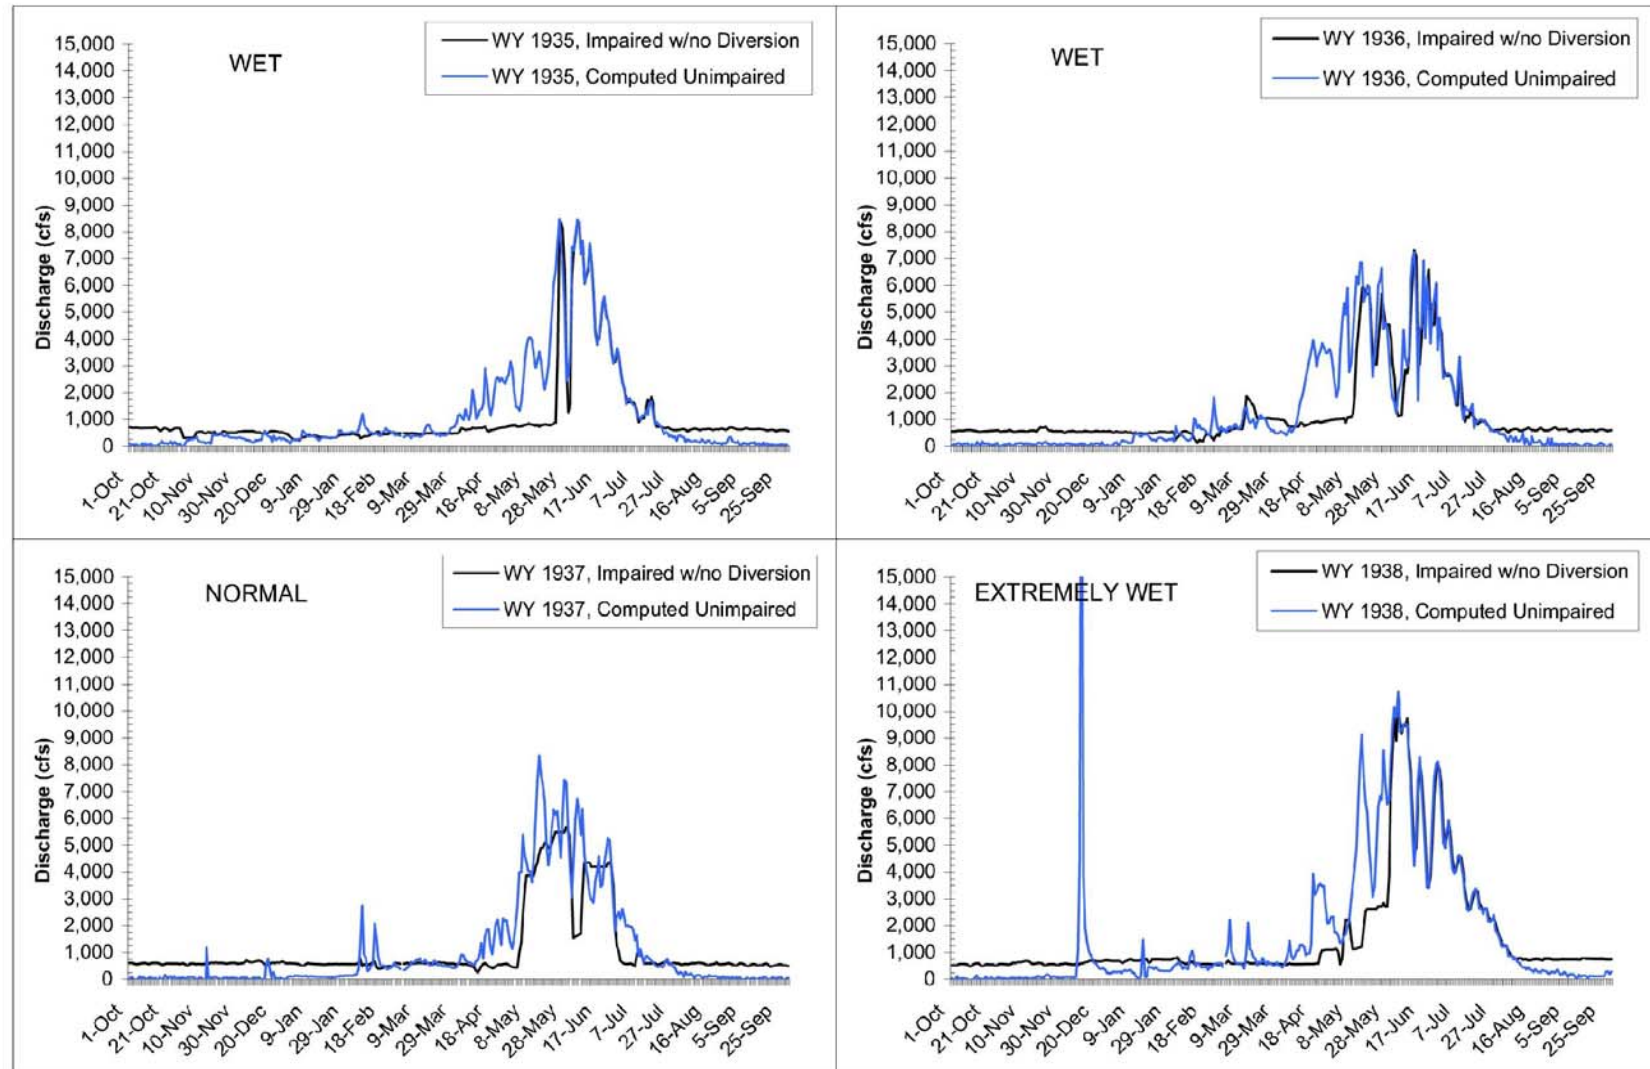 WET
WY 1935, Impaired w/no Diversion
WY 1935, Computed Unimpaired
Discharge (cfs)
15,000
14,000
13,000
12,000
11,000
10,000
9,000
8,000
7,000
6,000
5,000
4,000
3,000
2,000
1,000
0
1-Oct
21-Oct
10-Nov
30-Nov
20-Dec
9-Jan
29-Jan
18-Feb
9-Mar
29-Mar
18-Apr
8-May
28-May
17-Jun
7-Jul
27-Jul
16-Aug
5-Sep
25-Sep
WET
WY 1936, Impaired w/no Diversion
WY 1936, Computed Unimpaired
Discharge (cfs)
15,000
14,000
13,000
12,000
11,000
10,000
9,000
8,000
7,000
6,000
5,000
4,000
3,000
2,000
1,000
0
1-Oct
21-Oct
10-Nov
30-Nov
20-Dec
9-Jan
29-Jan
18-Feb
9-Mar
29-Mar
18-Apr
8-May
28-May
17-Jun
7-Jul
27-Jul
16-Aug
5-Sep
25-Sep
NORMAL
WY 1937, Impaired w/no Diversion
WY 1937, Computed Unimpaired
Discharge (cfs)
15,000
14,000
13,000
12,000
11,000
10,000
9,000
8,000
7,000
6,000
5,000
4,000
3,000
2,000
1,000
0
1-Oct
21-Oct
10-Nov
30-Nov
20-Dec
9-Jan
29-Jan
18-Feb
9-Mar
29-Mar
18-Apr
8-May
28-May
17-Jun
7-Jul
27-Jul
16-Aug
5-Sep
25-Sep
EXTREMELY WET
WY 1938, Impaired w/no Diversion
WY 1938, Computed Unimpaired
Discharge (cfs)
15,000
14,000
13,000
12,000
11,000
10,000
9,000
8,000
7,000
6,000
5,000
4,000
3,000
2,000
1,000
0
1-Oct
21-Oct
10-Nov
30-Nov
20-Dec
9-Jan
29-Jan
18-Feb
9-Mar
29-Mar
18-Apr
8-May
28-May
17-Jun
7-Jul
27-Jul
16-Aug
5-Sep
25-Sep